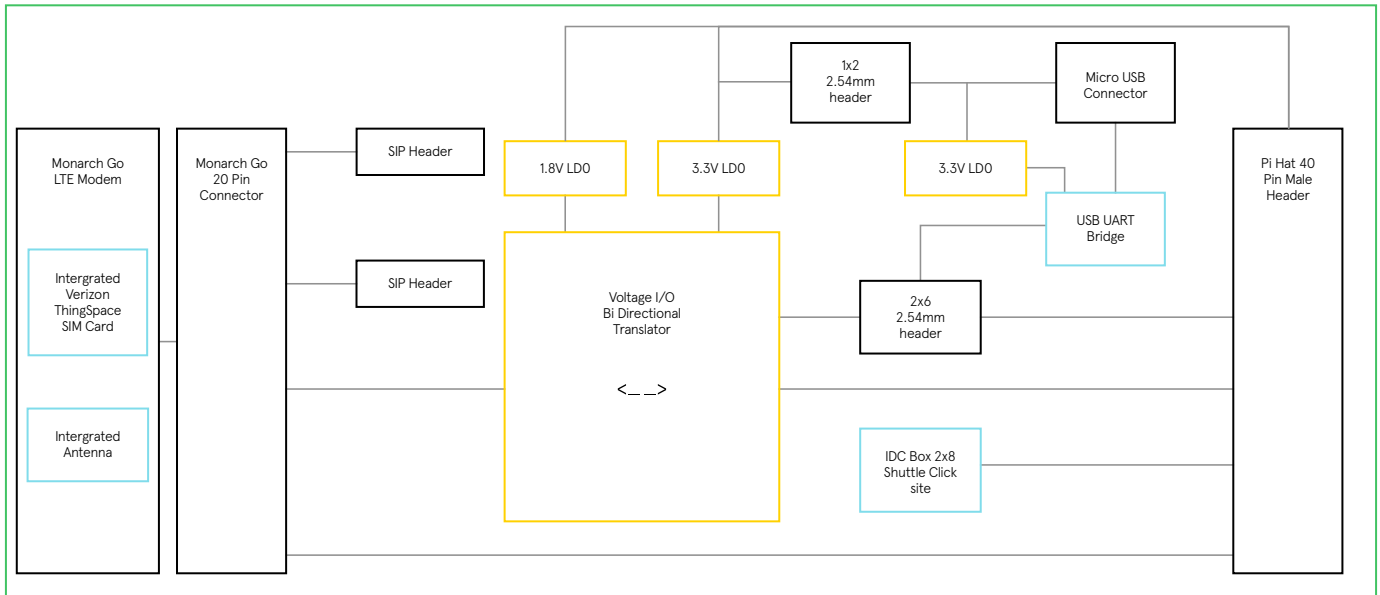 Monarch Go
LTE Modem
Intergrated
Verizon
ThingSpace
SIM Card
Intergrated
Antenna
Monarch Go
20 Pin
Connector
SIP Header
SIP Header
1.8V LDO
3.3V LDO
Voltage I/O
Bi Directional
Translator
<_ _>
1x2
2.54mm
header
Micro USB
Connector
3.3V LDO
USB UART
Bridge
2x6
2.54mm
header
IDC Box 2x8
Shuttle Click
site
Pi Hat 40
Pin Male
Header